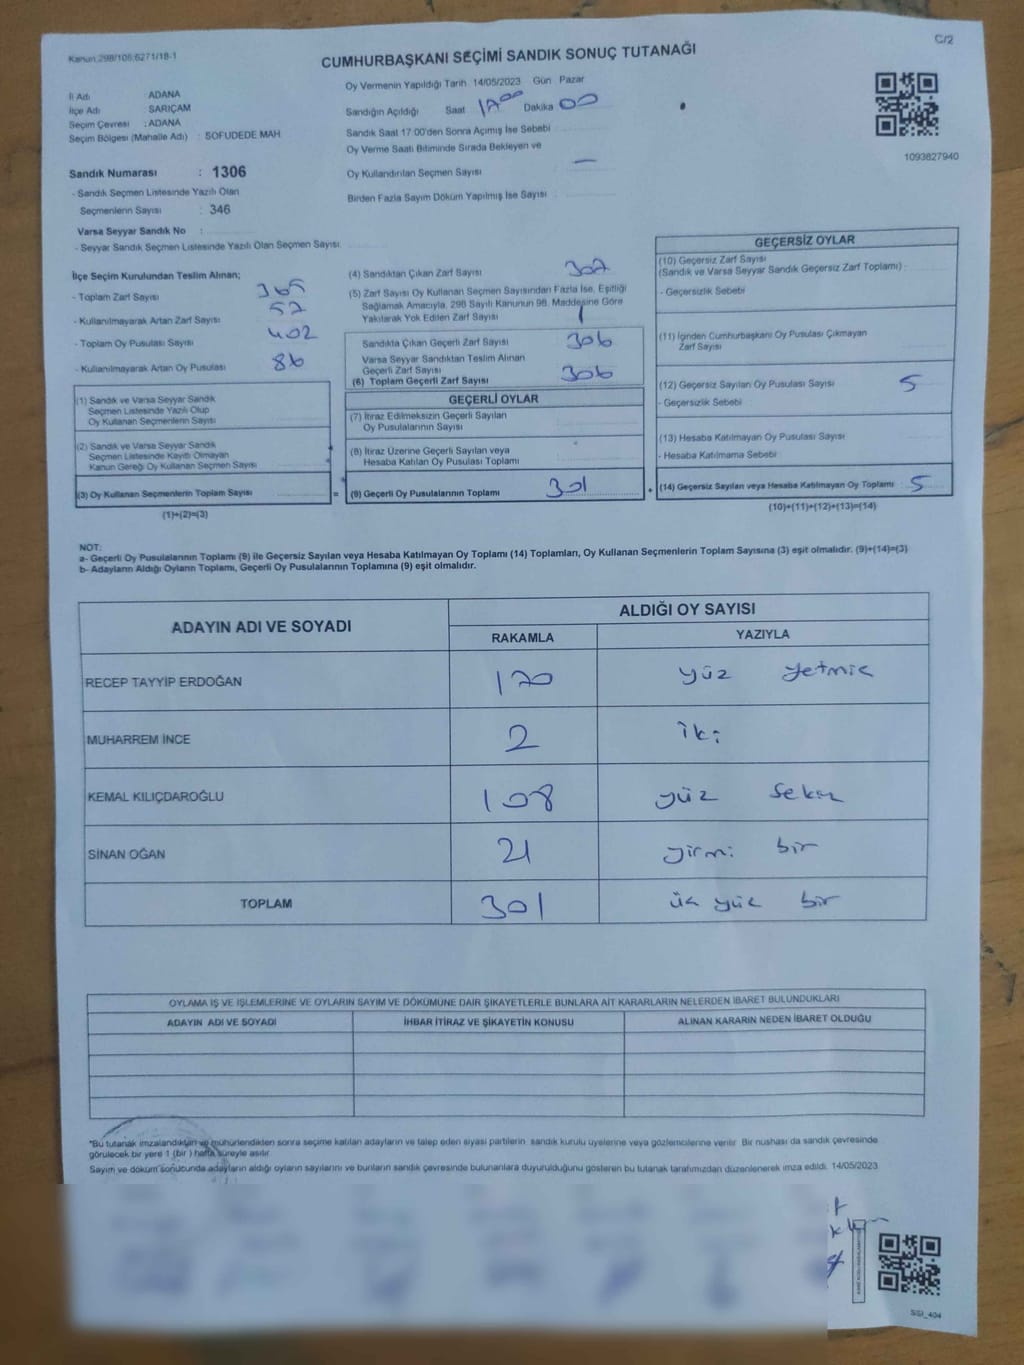 Kanun.298/106:6271/18-1
C/2
CUMHURBAŞKANI SEÇİMİ SANDIK SONUÇ TUTANAĞI
İl Adı ADANA
İlçe Adı SARIÇAM
Seçim Çevresi : ADANA
Seçim Bölgesi (Mahalle Adı) : SOFUDEDE MAH
Sandık Numarası : 1306
- Sandık Seçmen Listesinde Yazılı Olan
Seçmenlerin Sayısı : 346
Varsa Seyyar Sandık No :
- Seyyar Sandık Seçmen Listesinde Yazılı Olan Seçmen Sayısı
Oy Vermenin Yapıldığı Tarih 14/05/2023 Gün Pazar
Sandığın Açıldığı Saat 17 00 Dakika 00
Sandık Saat 17:00'den Sonra Açımış İse Sebebi
Oy Verme Saati Bitiminde Sırada Bekleyen ve
Oy Kullandırılan Seçmen Sayısı —
Birden Fazla Sayım Döküm Yapılmış İse Sayısı
1093827940
İlçe Seçim Kurulundan Teslim Alınan;
- Toplam Zarf Sayısı 365
- Kullanılmayarak Artan Zarf Sayısı 57
- Toplam Oy Pusulası Sayısı 402
- Kullanılmayarak Artan Oy Pusulası 86
(1) Sandık ve Varsa Seyyar Sandık
Seçmen Listesinde Yazılı Olup
Oy Kullanan Seçmenlerin Sayısı
(2) Sandık ve Varsa Seyyar Sandık
Seçmen Listesinde Kayıtlı Olmayan
Kanun Gereği Oy Kullanan Seçmen Sayısı
(3) Oy Kullanan Seçmenlerin Toplam Sayısı
(1)+(2)=(3)
=
(4) Sandıktan Çıkan Zarf Sayısı 307
(5) Zarf Sayısı Oy Kullanan Seçmen Sayısından Fazla İse, Eşitliği
Sağlamak Amacıyla, 298 Sayılı Kanunun 98. Maddesine Göre
Yakılarak Yok Edilen Zarf Sayısı 1
Sandıkta Çıkan Geçerli Zarf Sayısı 306
Varsa Seyyar Sandıktan Teslim Alınan
Geçerli Zarf Sayısı
(6) Toplam Geçerli Zarf Sayısı 306
GEÇERLİ OYLAR
(7) İtiraz Edilmeksizin Geçerli Sayılan
Oy Pusulalarının Sayısı
(8) İtiraz Üzerine Geçerli Sayılan veya
Hesaba Katılan Oy Pusulası Toplamı
(9) Geçerli Oy Pusulalarının Toplamı 301
+
GEÇERSİZ OYLAR
(10) Geçersiz Zarf Sayısı
(Sandık ve Varsa Seyyar Sandık Geçersiz Zarf Toplamı) :
- Geçersizlik Sebebi
(11) İçinden Cumhurbaşkanı Oy Pusulası Çıkmayan
Zarf Sayısı
(12) Geçersiz Sayılan Oy Pusulası Sayısı 5
- Geçersizlik Sebebi
(13) Hesaba Katılmayan Oy Pusulası Sayısı
- Hesaba Katılmama Sebebi
(14) Geçersiz Sayılan veya Hesaba Katılmayan Oy Toplamı 5
(10)+(11)+(12)+(13)=(14)
NOT:
a- Geçerli Oy Pusulalarının Toplamı (9) ile Geçersiz Sayılan veya Hesaba Katılmayan Oy Toplamı (14) Toplamları, Oy Kullanan Seçmenlerin Toplam Sayısına (3) eşit olmalıdır. (9)+(14)=(3)
b- Adayların Aldığı Oyların Toplamı, Geçerli Oy Pusulalarının Toplamına (9) eşit olmalıdır.
ADAYIN ADI VE SOYADI
ALDIĞI OY SAYISI
RAKAMLA YAZIYLA
RECEP TAYYİP ERDOĞAN 170 yüz yetmiş
MUHARREM İNCE 2 iki
KEMAL KILIÇDAROĞLU 108 yüz sekiz
SİNAN OĞAN 21 yirmi bir
TOPLAM 301 üç yüz bir
OYLAMA İŞ VE İŞLEMLERİNE VE OYLARIN SAYIM VE DÖKÜMÜNE DAİR ŞİKAYETLERLE BUNLARA AİT KARARLARIN NELERDEN İBARET BULUNDUKLARI
ADAYIN ADI VE SOYADI İHBAR İTİRAZ VE ŞİKAYETİN KONUSU ALINAN KARARIN NEDEN İBARET OLDUĞU
*Bu tutanak imzalandıktan ve mühürlendikten sonra seçime katılan adayların ve talep eden siyasi partilerin sandık kurulu üyelerine veya gözlemcilerine verilir. Bir nushası da sandık çevresinde
görülecek bir yere 1 (bir) hafta süreyle asılır.
Sayım ve döküm sonucunda adayların aldığı oyların sayılarını ve bunların sandık çevresinde bulunanlara duyurulduğunu gösteren bu tutanak tarafımızdan düzenlenerek imza edildi. 14/05/2023
SSI_404